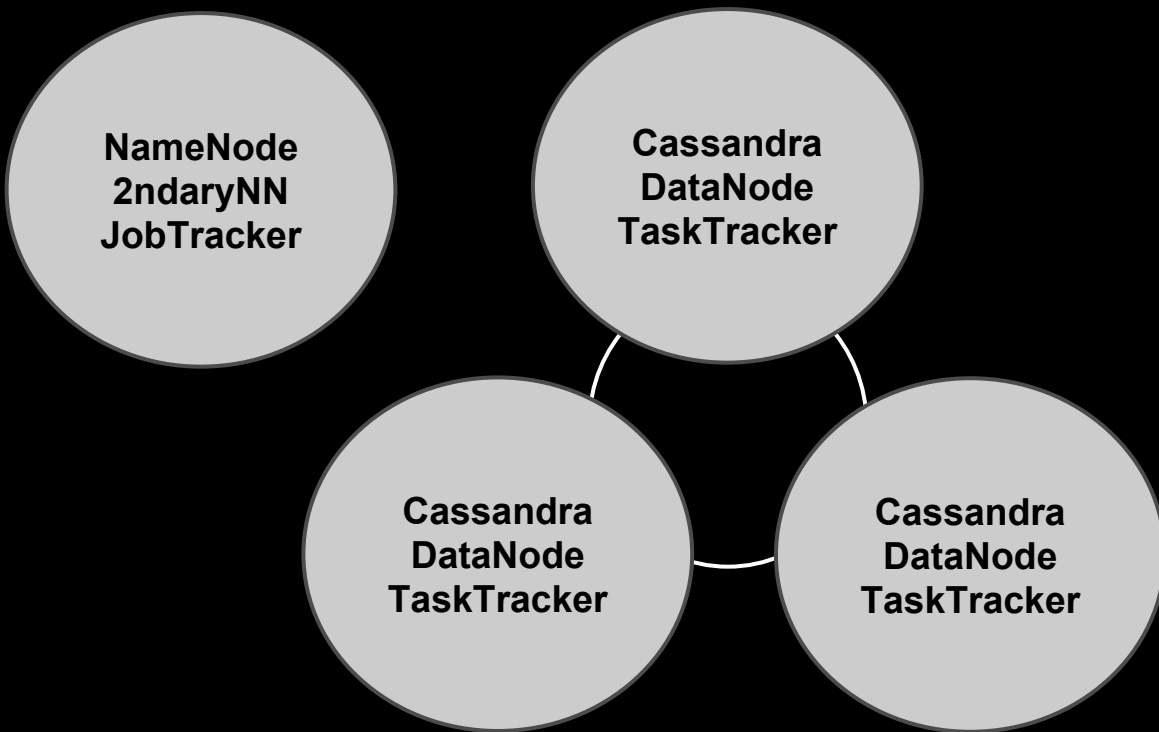 NameNode
2ndaryNN
JobTracker
Cassandra
DataNode
TaskTracker
Cassandra
DataNode
TaskTracker
Cassandra
DataNode
TaskTracker